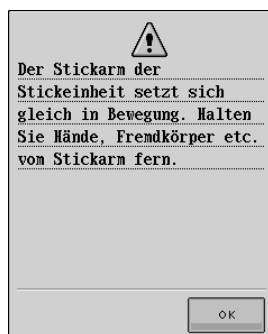 Der Stickarm der
Stickeinheit setzt sich
gleich in Bewegung. Halten
Sie Hände, Fremdkörper etc.
vom Stickarm fern.
OK